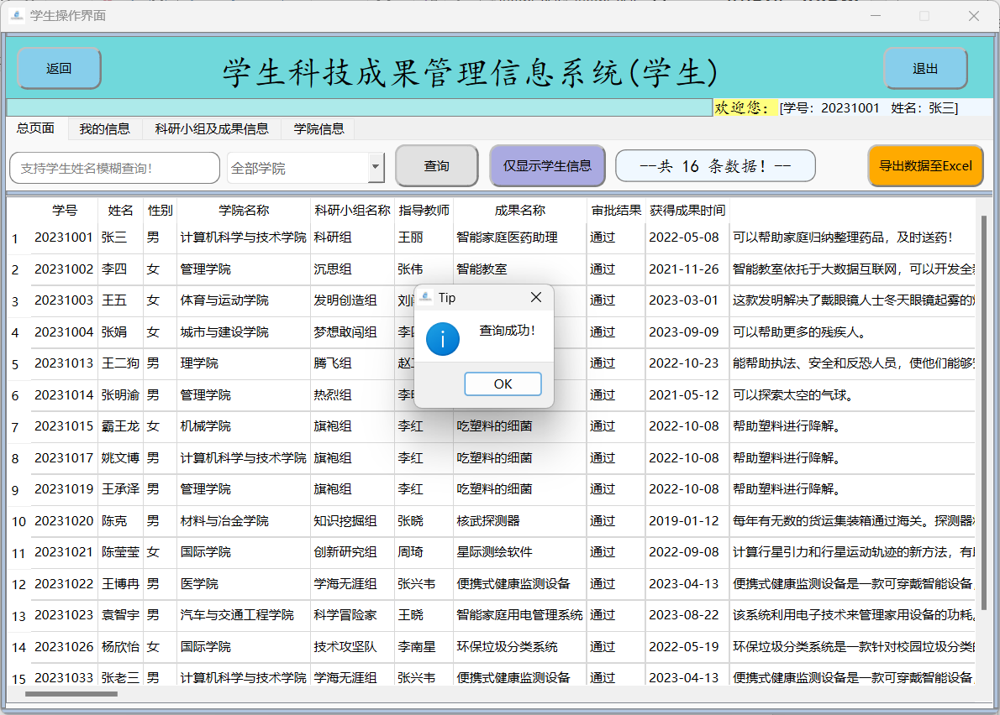 学生操作界面
返回 学生科技成果管理信息系统(学生) 退出
欢迎您: [学号: 20231001 姓名: 张三]
总页面 我的信息 科研小组及成果信息 学院信息
支持学生姓名模糊查询! 全部学院 查询 仅显示学生信息 --共 16 条数据! -- 导出数据至Excel
学号 姓名 性别 学院名称 科研小组名称 指导教师 成果名称 审批结果 获得成果时间
1 20231001 张三 男 计算机科学与技术学院 科研组 王丽 智能家庭医药助理 通过 2022-05-08 可以帮助家庭归纳整理药品，及时送药!
2 20231002 李四 女 管理学院 沉思组 张伟 智能教室 通过 2021-11-26 智能教室依托于大数据互联网，可以开发全
3 20231003 王五 女 体育与运动学院 发明创造组 刘 通过 2023-03-01 这款发明解决了戴眼镜人士冬天眼镜起雾的
4 20231004 张娟 女 城市与建设学院 梦想敢闯组 李 通过 2023-09-09 可以帮助更多的残疾人。
5 20231013 王二狗 男 理学院 腾飞组 赵 通过 2022-10-23 能帮助执法、安全和反恐人员，使他们能够
6 20231014 张明渝 男 管理学院 热烈组 李 通过 2021-05-12 可以探索太空的气球。
7 20231015 霸王龙 女 机械学院 旗袍组 李红 吃塑料的细菌 通过 2022-10-08 帮助塑料进行降解。
8 20231017 姚文博 男 计算机科学与技术学院 旗袍组 李红 吃塑料的细菌 通过 2022-10-08 帮助塑料进行降解。
9 20231019 王承泽 男 管理学院 旗袍组 李红 吃塑料的细菌 通过 2022-10-08 帮助塑料进行降解。
10 20231020 陈克 男 材料与冶金学院 知识挖掘组 张晓 核武探测器 通过 2019-01-12 每年有无数的货运集装箱通过海关。探测器
11 20231021 陈莹莹 女 国际学院 创新研究组 周琦 星际测绘软件 通过 2022-09-08 计算行星引力和行星运动轨迹的新方法，有
12 20231022 王博冉 男 医学院 学海无涯组 张兴韦 便携式健康监测设备 通过 2023-04-13 便携式健康监测设备是一款可穿戴智能设备
13 20231023 袁智宇 男 汽车与交通工程学院 科学冒险家 王晓 智能家庭用电管理系统 通过 2023-08-22 该系统利用电子技术来管理家用设备的功耗
14 20231026 杨欣怡 女 国际学院 技术攻坚队 李南星 环保垃圾分类系统 通过 2022-05-19 环保垃圾分类系统是一款针对校园垃圾分类
15 20231033 张老三 男 计算机科学与技术学院 学海无涯组 张兴韦 便携式健康监测设备 通过 2023-04-13 便携式健康监测设备是一款可穿戴智能设备
Tip
查询成功!
OK